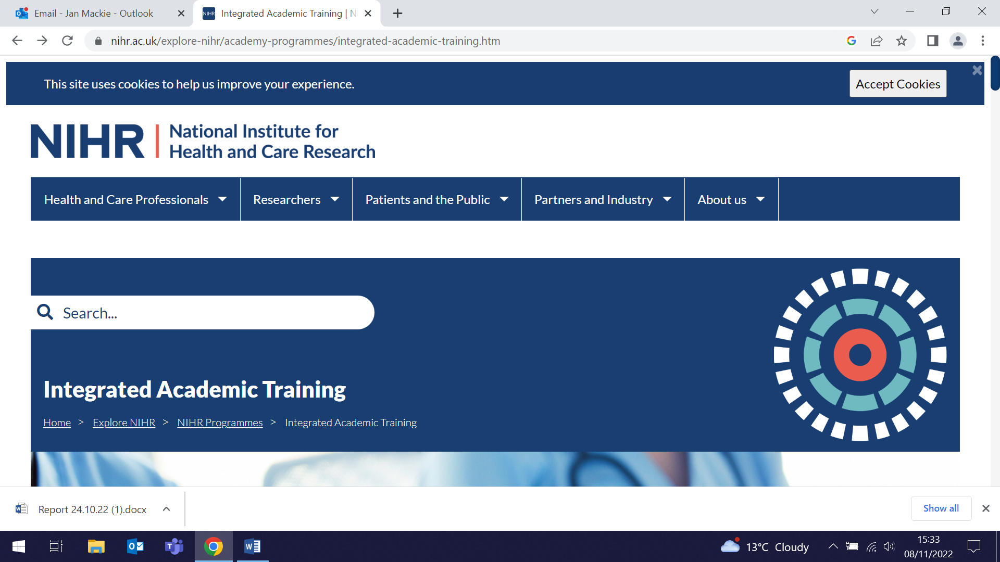 Email - Jan Mackie - Outlook
Integrated Academic Training | N
nihr.ac.uk/explore-nihr/academy-programmes/integrated-academic-training.htm
This site uses cookies to help us improve your experience.
Accept Cookies
NIHR | National Institute for
Health and Care Research
Health and Care Professionals
Researchers
Patients and the Public
Partners and Industry
About us
Search...
Integrated Academic Training
Home > Explore NIHR > NIHR Programmes > Integrated Academic Training
Report 24.10.22 (1).docx
Show all
13°C Cloudy
15:33
08/11/2022